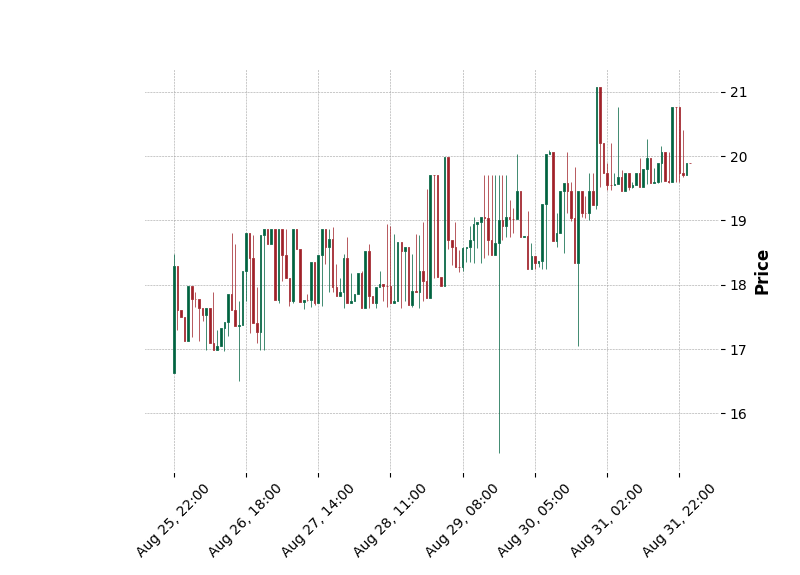 21
20
19
18
17
16
Price
Aug 25, 22:00
Aug 26, 18:00
Aug 27, 14:00
Aug 28, 11:00
Aug 29, 08:00
Aug 30, 05:00
Aug 31, 02:00
Aug 31, 22:00